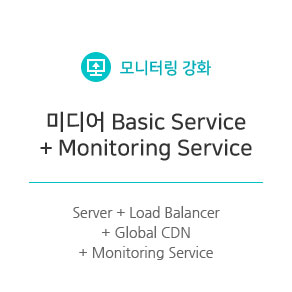 모니터링 강화
미디어 Basic Service
+ Monitoring Service
Server + Load Balancer
+ Global CDN
+ Monitoring Service